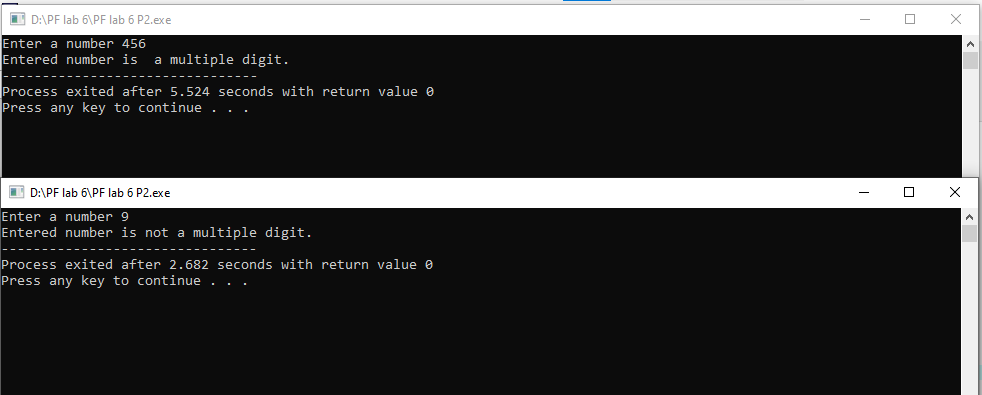 D:\PF lab 6\PF lab 6 P2.exe
Enter a number 456
Entered number is  a multiple digit.
--------------------------------
Process exited after 5.524 seconds with return value 0
Press any key to continue . . .
D:\PF lab 6\PF lab 6 P2.exe
Enter a number 9
Entered number is not a multiple digit.
--------------------------------
Process exited after 2.682 seconds with return value 0
Press any key to continue . . .